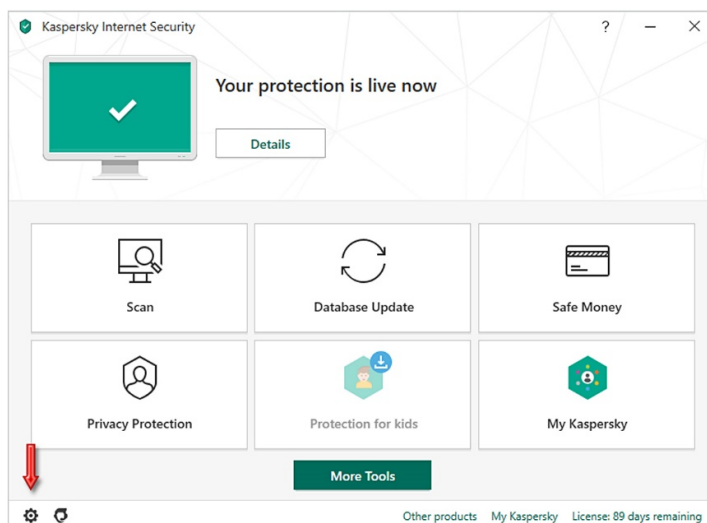 Kaspersky Internet Security
?
Your protection is live now
Details
Scan
Database Update
Safe Money
Privacy Protection
Protection for kids
My Kaspersky
More Tools
Other products My Kaspersky License: 89 days remaining